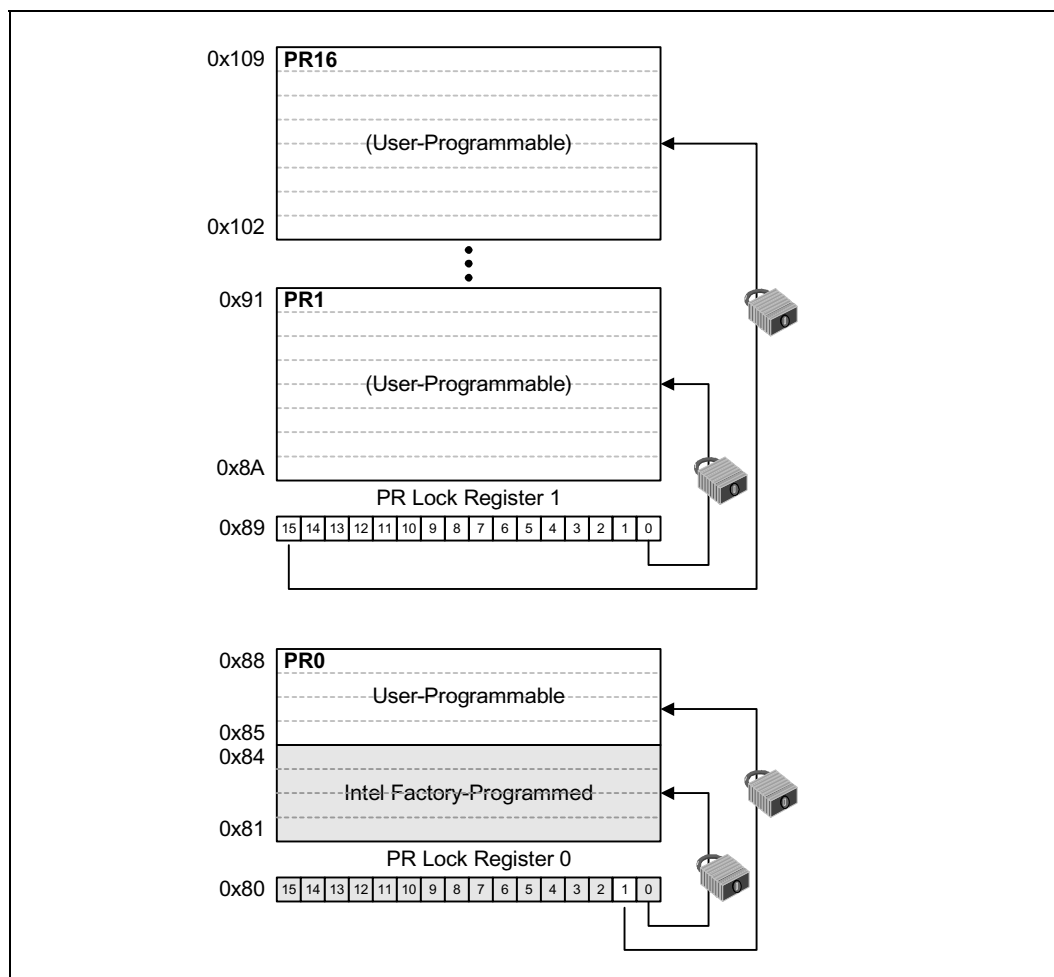 0x109 PR16
(User-Programmable)
0x102
0x91 PR1
(User-Programmable)
0x8A
PR Lock Register 1
0x89 15 14 13 12 11 10 9 8 7 6 5 4 3 2 1 0
0x88 PR0
User-Programmable
0x85
0x84
Intel Factory-Programmed
0x81
PR Lock Register 0
0x80 15 14 13 12 11 10 9 8 7 6 5 4 3 2 1 0